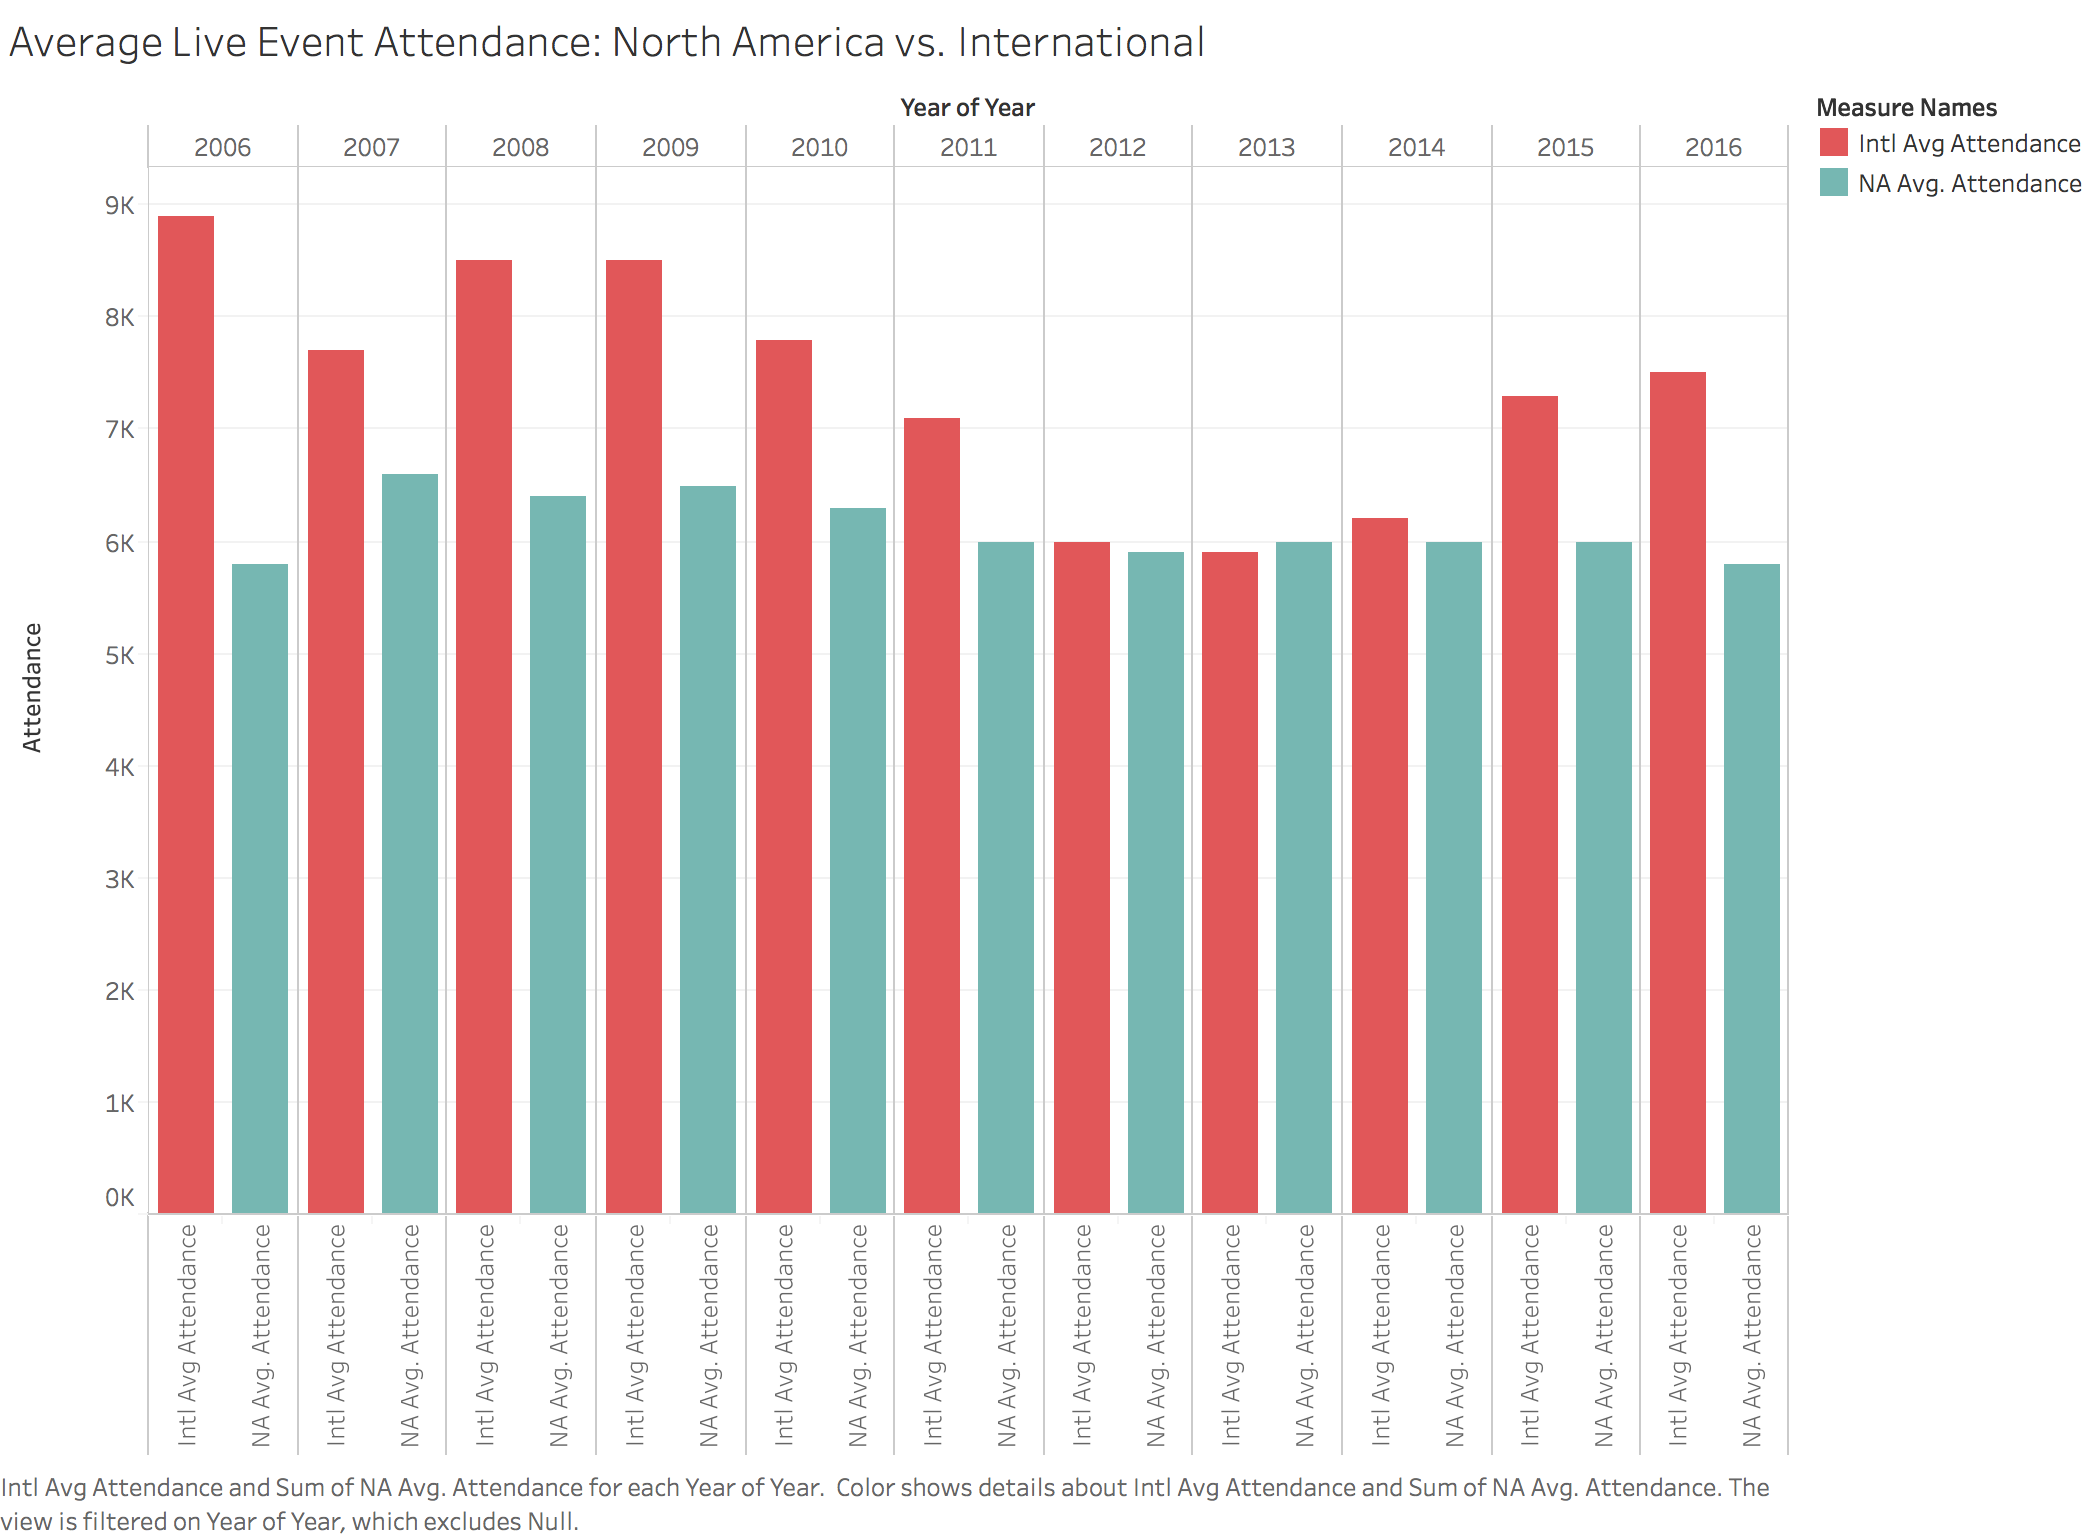 Average Live Event Attendance: North America vs. International
Year of Year
2006 2007 2008 2009 2010 2011 2012 2013 2014 2015 2016
Measure Names
Intl Avg Attendance
NA Avg. Attendance
9K
8K
7K
6K
5K
4K
3K
2K
1K
0K
Attendance
Intl Avg Attendance
NA Avg. Attendance
Intl Avg Attendance
NA Avg. Attendance
Intl Avg Attendance
NA Avg. Attendance
Intl Avg Attendance
NA Avg. Attendance
Intl Avg Attendance
NA Avg. Attendance
Intl Avg Attendance
NA Avg. Attendance
Intl Avg Attendance
NA Avg. Attendance
Intl Avg Attendance
NA Avg. Attendance
Intl Avg Attendance
NA Avg. Attendance
Intl Avg Attendance
NA Avg. Attendance
Intl Avg Attendance
NA Avg. Attendance
Intl Avg Attendance and Sum of NA Avg. Attendance for each Year of Year.  Color shows details about Intl Avg Attendance and Sum of NA Avg. Attendance. The
view is filtered on Year of Year, which excludes Null.